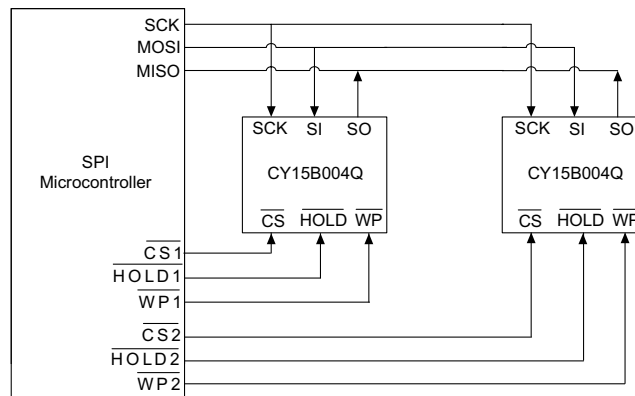 SCK
MOSI
MISO
SCK SI SO
SCK SI SO
SPI
Microcontroller
CY15B004Q
CY15B004Q
CS HOLD WP
CS HOLD WP
CS1
HOLD1
WP1
CS2
HOLD2
WP2